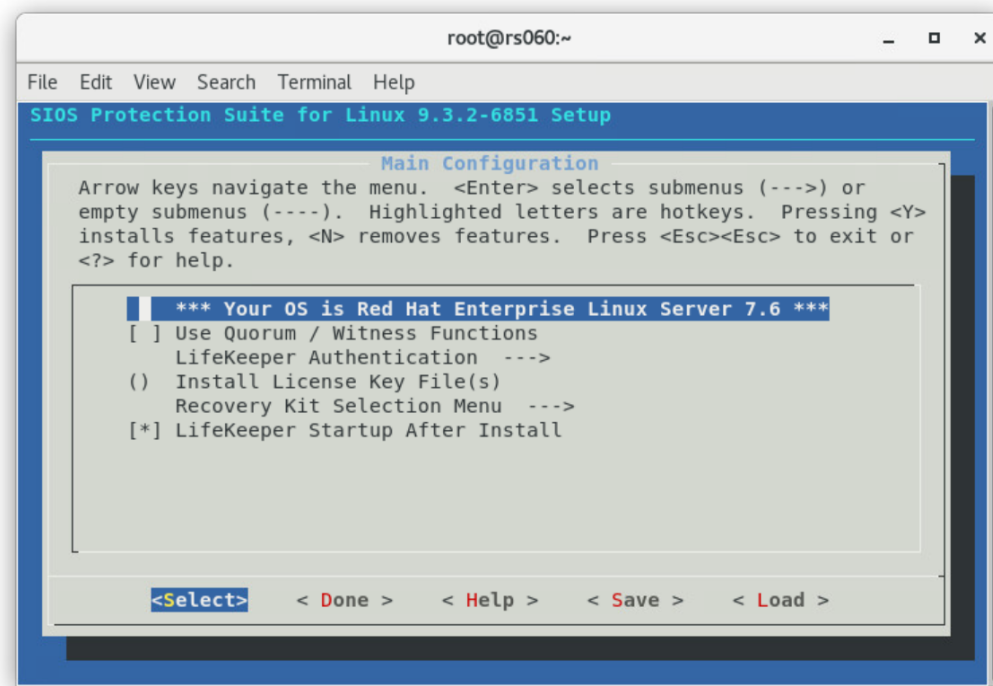 root@rs060:~
File Edit View Search Terminal Help
SIOS Protection Suite for Linux 9.3.2-6851 Setup
Main Configuration
Arrow keys navigate the menu. <Enter> selects submenus (--->) or
empty submenus (----). Highlighted letters are hotkeys. Pressing <Y>
installs features, <N> removes features. Press <Esc><Esc> to exit or
<?> for help.
*** Your OS is Red Hat Enterprise Linux Server 7.6 ***
[ ] Use Quorum / Witness Functions
LifeKeeper Authentication --->
() Install License Key File(s)
Recovery Kit Selection Menu --->
[*] LifeKeeper Startup After Install
<Select> < Done > < Help > < Save > < Load >